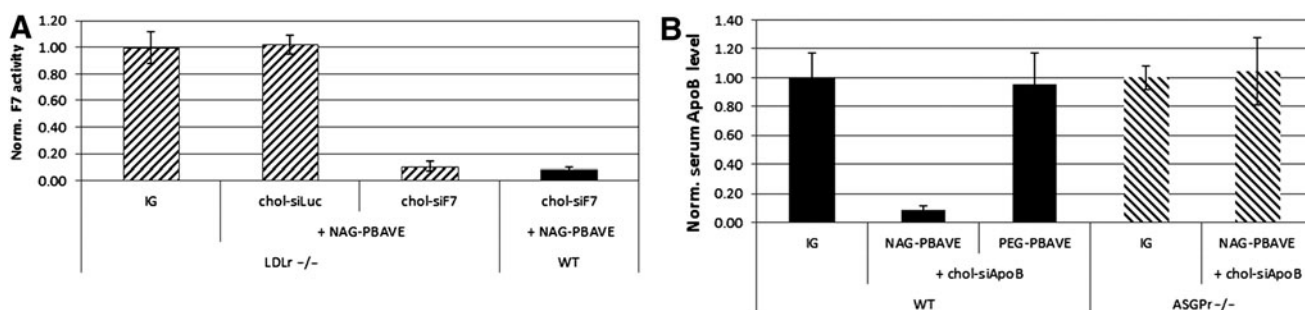 A
Norm. F7 activity
1.20
1.00
0.80
0.60
0.40
0.20
0.00
IG
chol-siLuc
chol-siF7
chol-siF7
+ NAG-PBAVE
+ NAG-PBAVE
LDLr −/−
WT
B
Norm. serum ApoB level
1.40
1.20
1.00
0.80
0.60
0.40
0.20
0.00
IG
NAG-PBAVE
PEG-PBAVE
IG
NAG-PBAVE
+ chol-siApoB
+ chol-siApoB
WT
ASGPr −/−